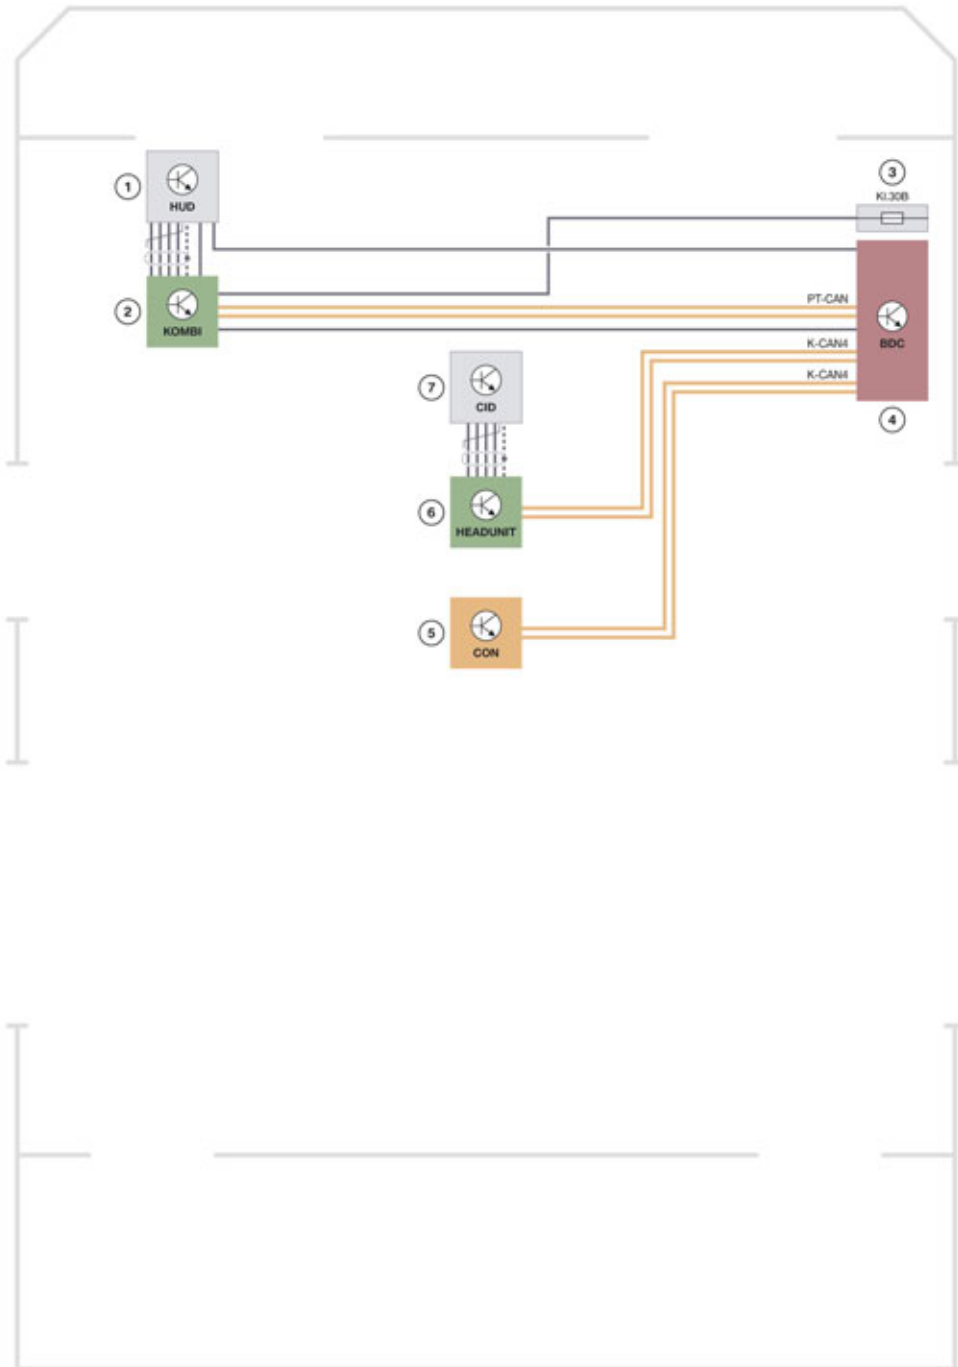 1
HUD
2
KOMBI
3
Kl.30B
PT-CAN
BDC
K-CAN4
K-CAN4
4
7
CID
6
HEADUNIT
5
CON